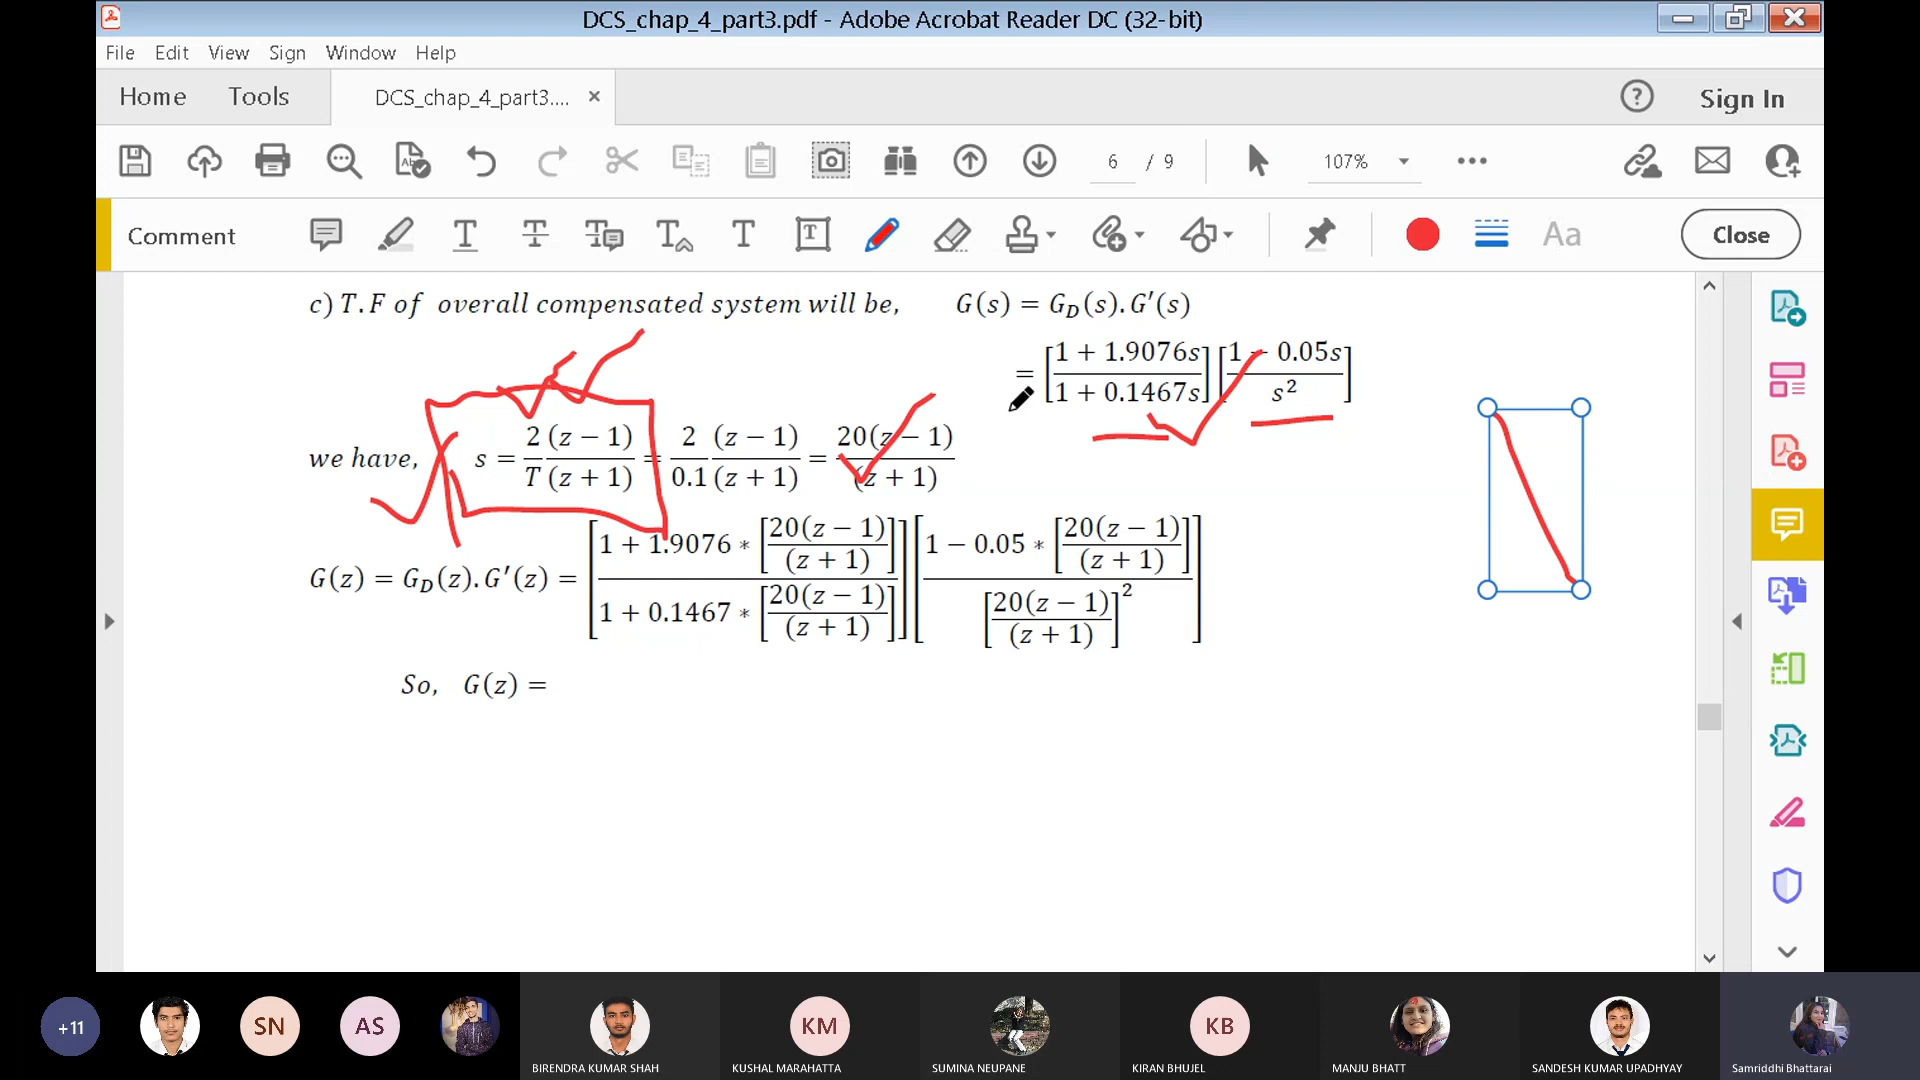 DCS_chap_4_part3.pdf - Adobe Acrobat Reader DC (32-bit)
File Edit View Sign Window Help
Home Tools DCS_chap_4_part3.... × ? Sign In
6 / 9 107%
Comment T T T T T T Aa Close
c) T.F of overall compensated system will be, G(s) = G_D(s).G′(s)
= [(1 + 1.9076s)/(1 + 0.1467s)] [(1 − 0.05s)/s²]
we have, s = (2/T) (z − 1)/(z + 1) = (2/0.1) (z − 1)/(z + 1) = 20(z − 1)/(z + 1)
G(z) = G_D(z).G′(z) = [(1 + 1.9076 * [20(z − 1)/(z + 1)])/(1 + 0.1467 * [20(z − 1)/(z + 1)])] [(1 − 0.05 * [20(z − 1)/(z + 1)])/[20(z − 1)/(z + 1)]²]
So, G(z) =
+11 SN AS KM KB
BIRENDRA KUMAR SHAH KUSHAL MARAHATTA SUMINA NEUPANE KIRAN BHUJEL MANJU BHATT SANDESH KUMAR UPADHYAY Samriddhi Bhattarai